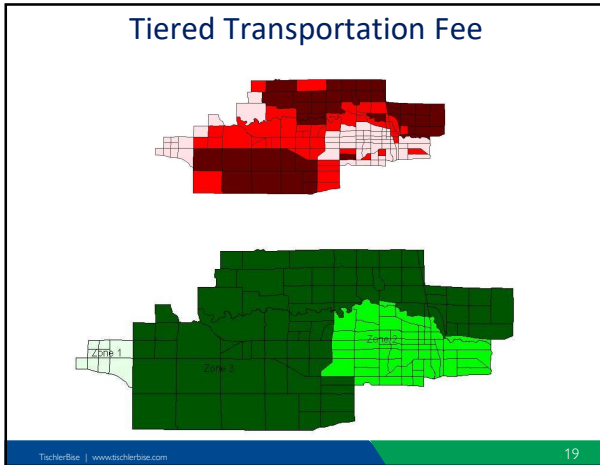 Tiered Transportation Fee
Zone 1
Zone 2
Zone 3
TischlerBise | www.tischlerbise.com
19